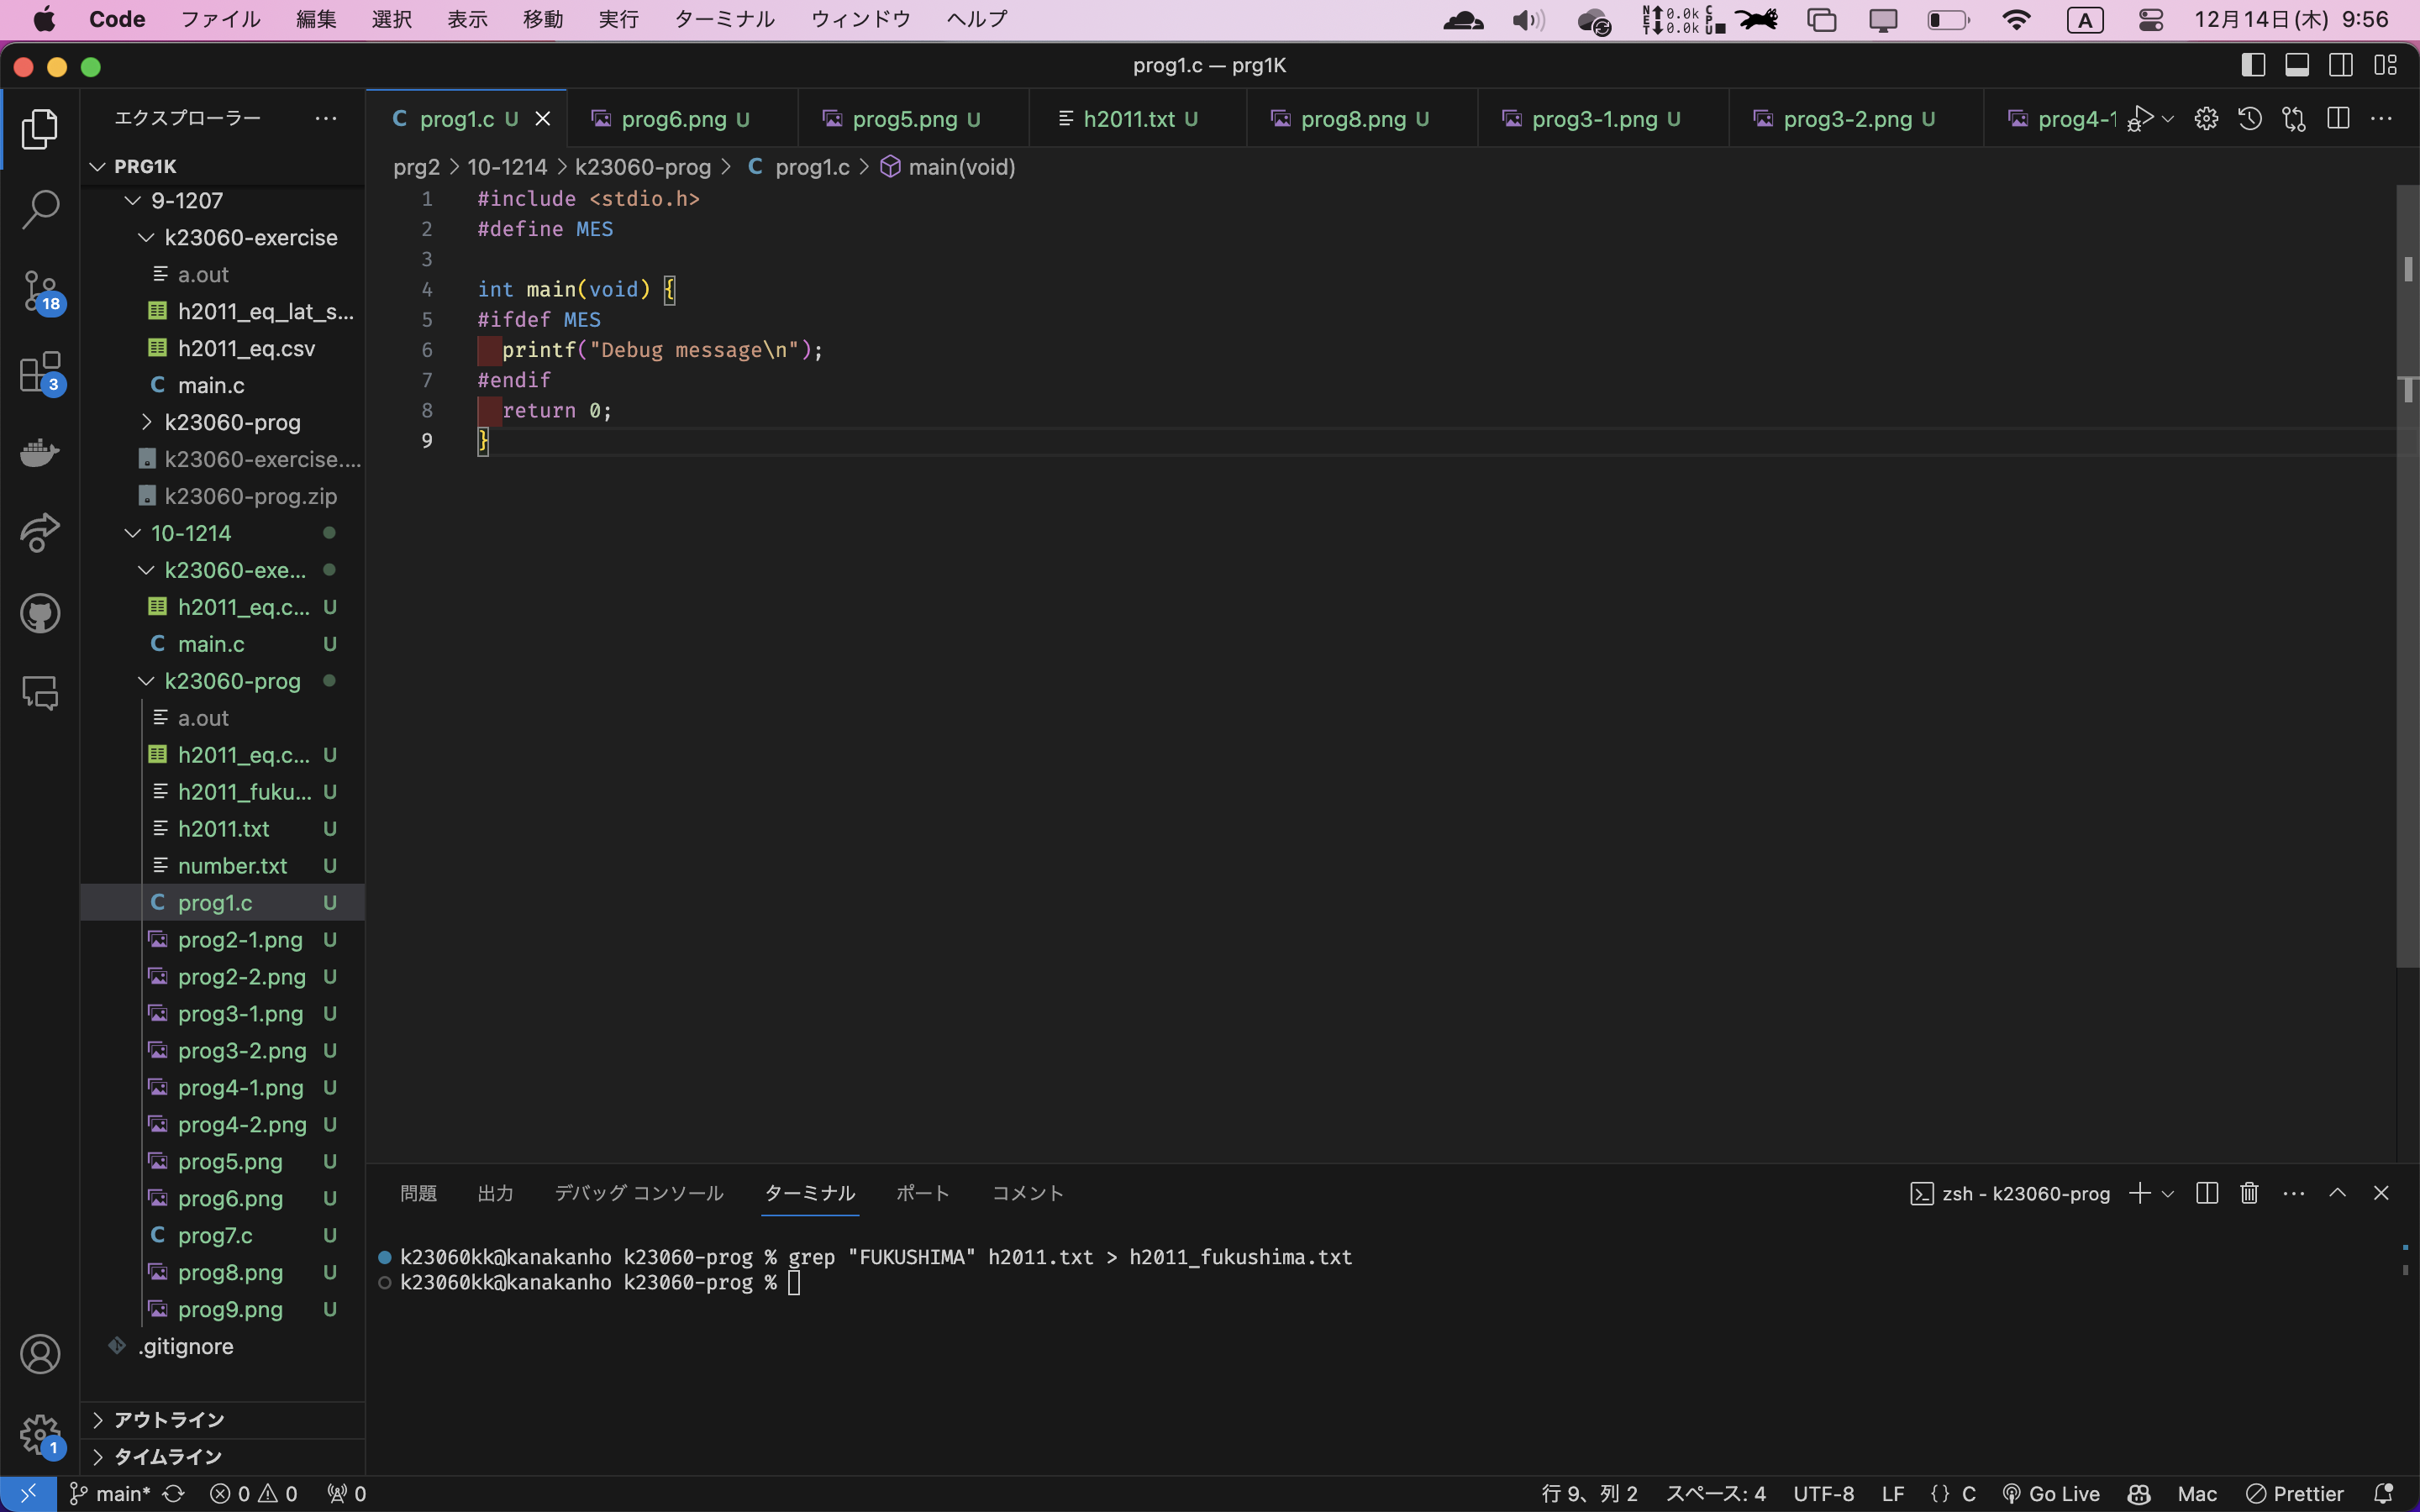 Code ファイル 編集 選択 表示 移動 実行 ターミナル ウィンドウ ヘルプ NET 0.0k 0.0k CPU A 12月14日(木) 9:56
prog1.c — prg1K
エクスプローラー
prog1.c U prog6.png U prog5.png U h2011.txt U prog8.png U prog3-1.png U prog3-2.png U prog4-1
PRG1K
prg2 > 10-1214 > k23060-prog > C prog1.c > main(void)
9-1207
k23060-exercise
a.out
h2011_eq_lat_s...
h2011_eq.csv
C main.c
k23060-prog
k23060-exercise....
k23060-prog.zip
10-1214
k23060-exe...
h2011_eq.c... U
C main.c U
k23060-prog
a.out
h2011_eq.c... U
h2011_fuku... U
h2011.txt U
number.txt U
C prog1.c U
prog2-1.png U
prog2-2.png U
prog3-1.png U
prog3-2.png U
prog4-1.png U
prog4-2.png U
prog5.png U
prog6.png U
C prog7.c U
prog8.png U
prog9.png U
.gitignore
アウトライン
タイムライン
18
3
1
1 #include <stdio.h>
2 #define MES
3
4 int main(void) {
5 #ifdef MES
6 printf("Debug message\n");
7 #endif
8 return 0;
9 }
問題 出力 デバッグ コンソール ターミナル ポート コメント zsh - k23060-prog
k23060kk@kanakanho k23060-prog % grep "FUKUSHIMA" h2011.txt > h2011_fukushima.txt
k23060kk@kanakanho k23060-prog %
main* 0 0 0 行 9、列 2 スペース: 4 UTF-8 LF {} C Go Live Mac Prettier